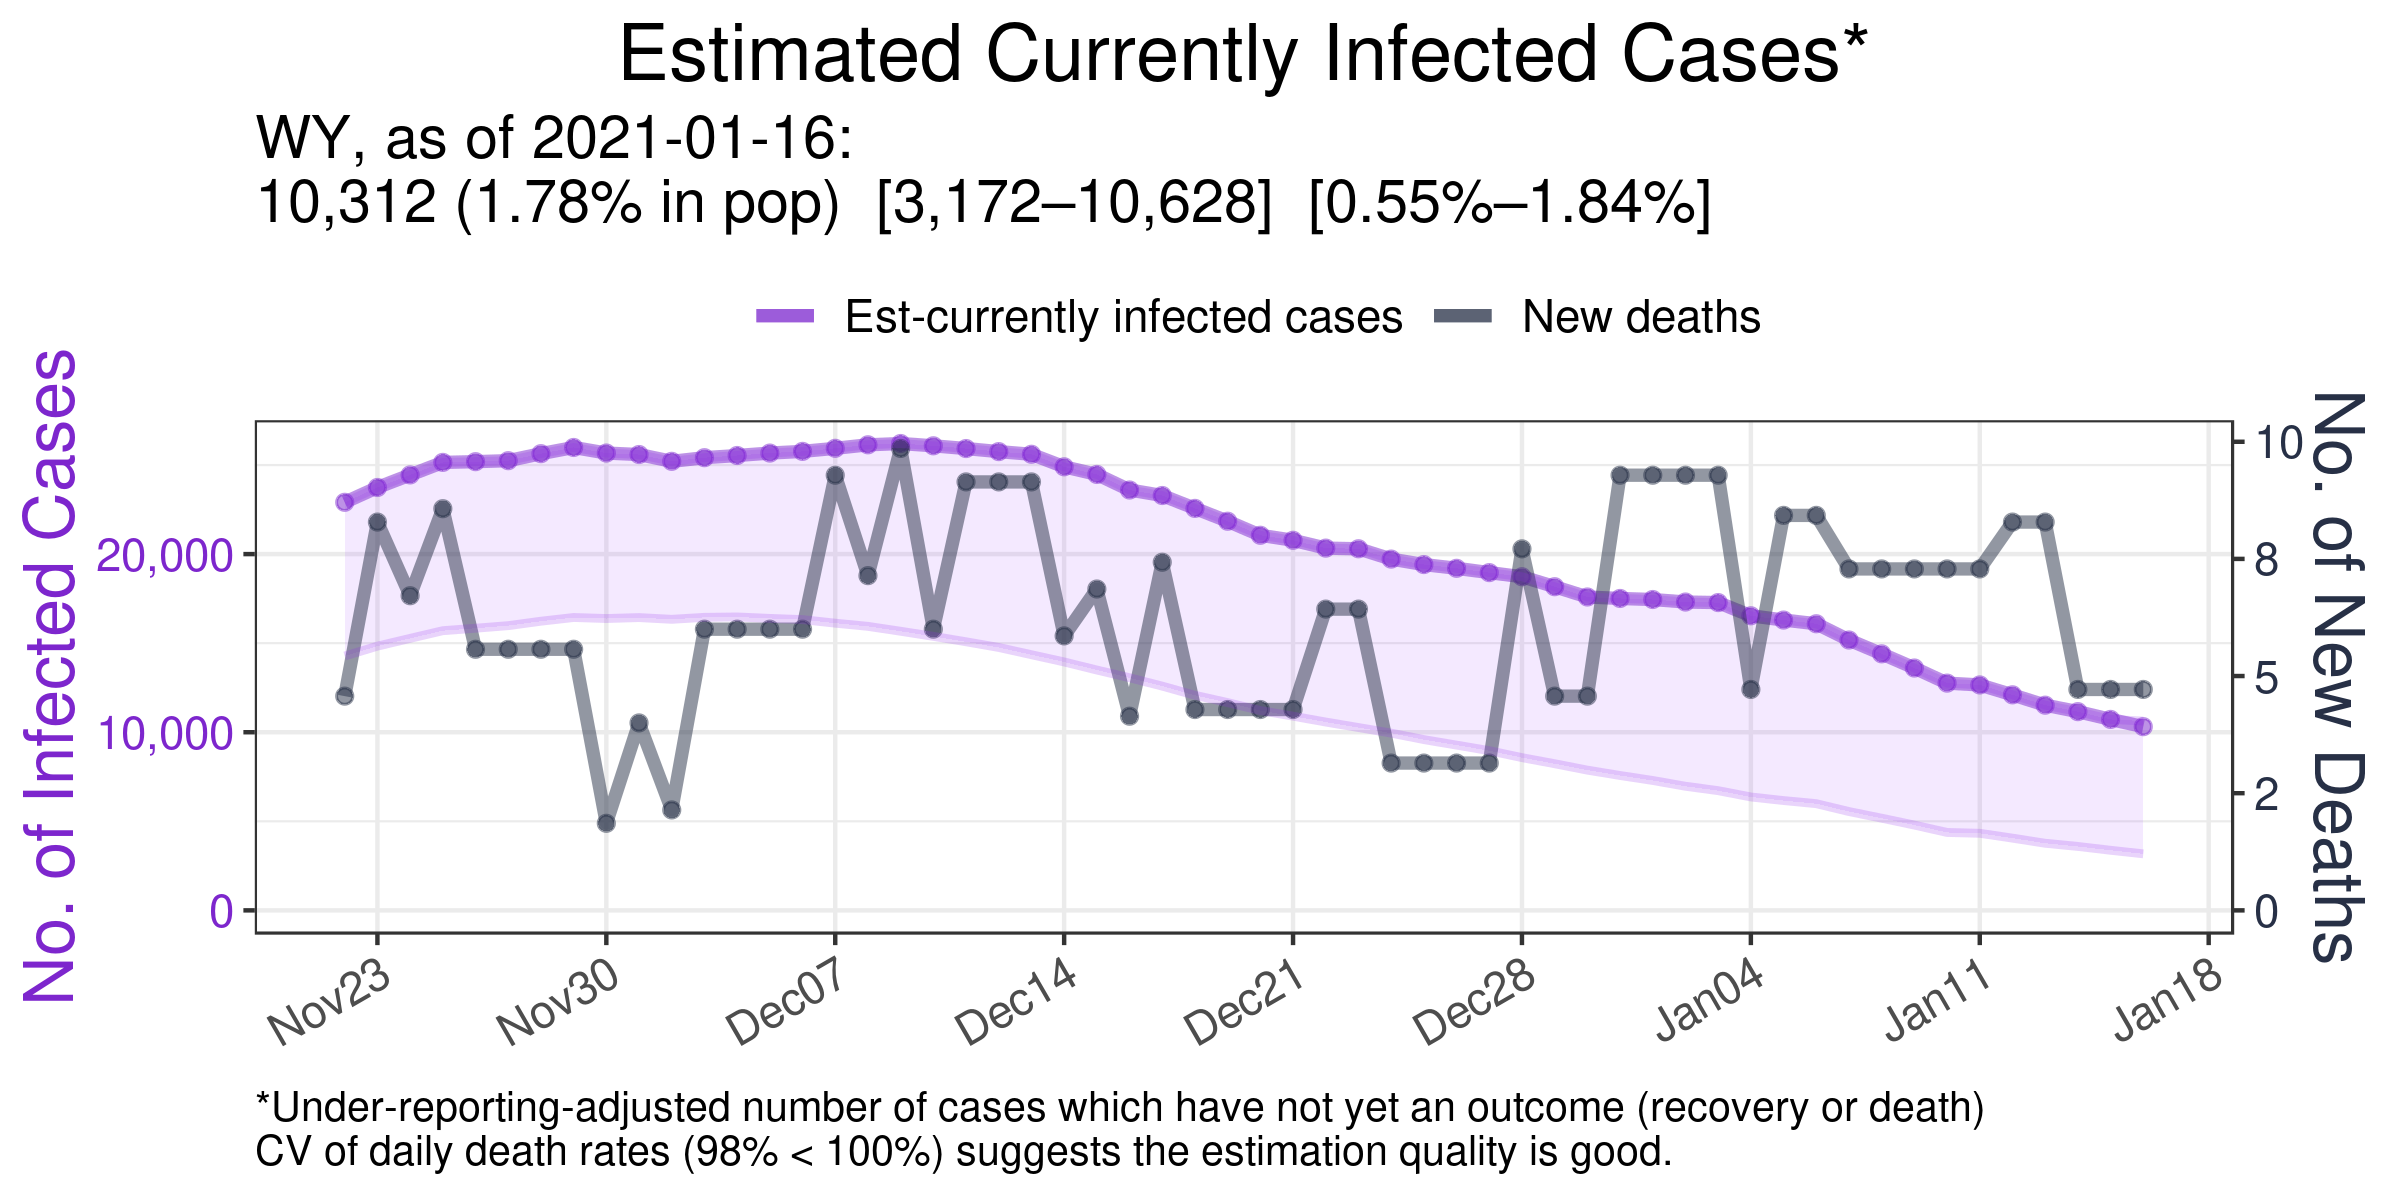 Estimated Currently Infected Cases*
WY, as of 2021-01-16:
10,312 (1.78% in pop)  [3,172–10,628]  [0.55%–1.84%]
Est-currently infected cases
New deaths
No. of Infected Cases
20,000
10,000
0
10
8
5
2
0
No. of New Deaths
Nov23
Nov30
Dec07
Dec14
Dec21
Dec28
Jan04
Jan11
Jan18
*Under-reporting-adjusted number of cases which have not yet an outcome (recovery or death)
CV of daily death rates (98% < 100%) suggests the estimation quality is good.